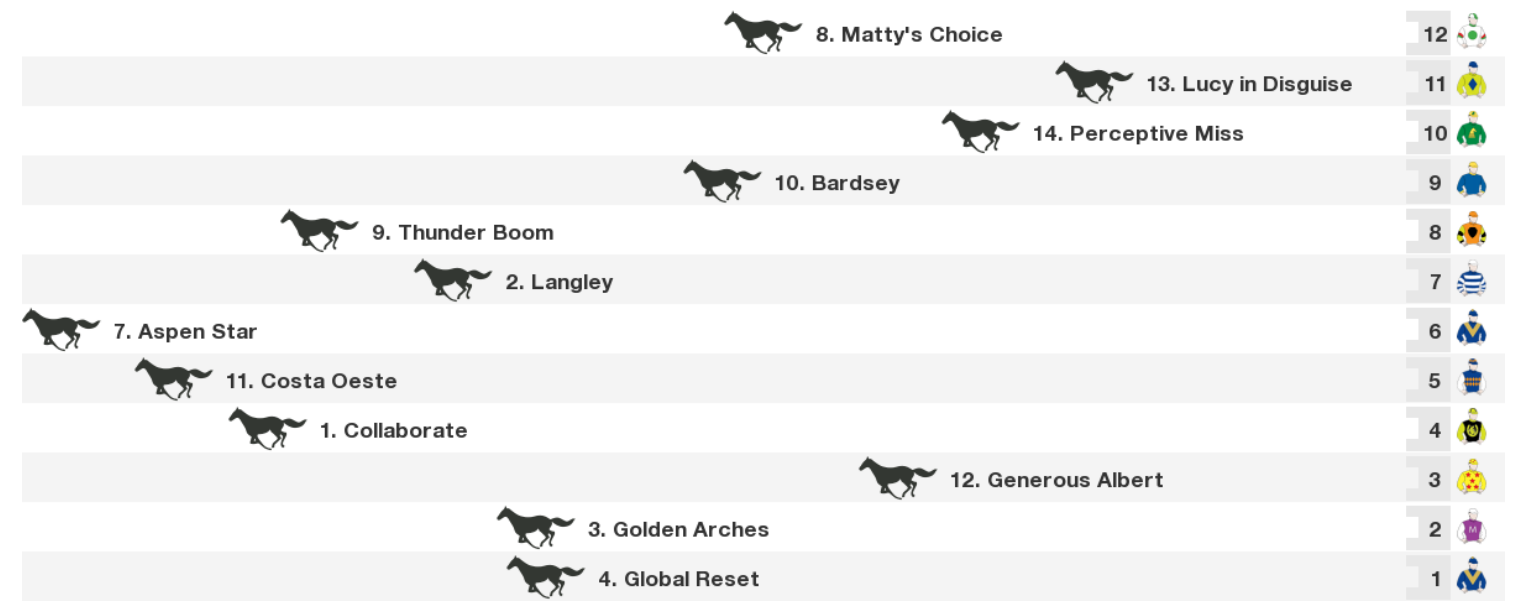 8. Matty's Choice 12
13. Lucy in Disguise 11
14. Perceptive Miss 10
10. Bardsey 9
9. Thunder Boom 8
2. Langley 7
7. Aspen Star 6
11. Costa Oeste 5
1. Collaborate 4
12. Generous Albert 3
3. Golden Arches 2 M
4. Global Reset 1